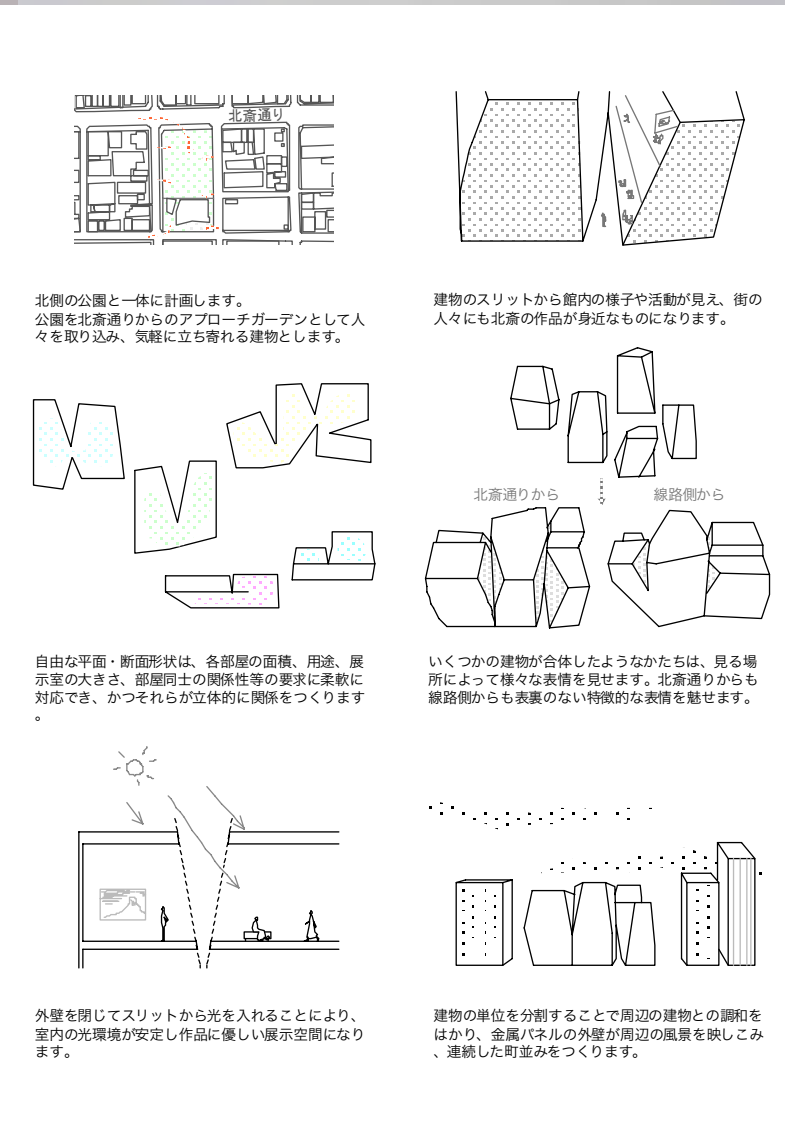 北斎通り
北側の公園と一体に計画します。
公園を北斎通りからのアプローチガーデンとして人
々を取り込み、気軽に立ち寄れる建物とします。
建物のスリットから館内の様子や活動が見え、街の
人々にも北斎の作品が身近なものになります。
北斎通りから
線路側から
自由な平面・断面形状は、各部屋の面積、用途、展
示室の大きさ、部屋同士の関係性等の要求に柔軟に
対応でき、かつそれらが立体的に関係をつくります
。
いくつかの建物が合体したようなかたちは、見る場
所によって様々な表情を見せます。北斎通りからも
線路側からも表裏のない特徴的な表情を魅せます。
外壁を閉じてスリットから光を入れることにより、
室内の光環境が安定し作品に優しい展示空間になり
ます。
建物の単位を分割することで周辺の建物との調和を
はかり、金属パネルの外壁が周辺の風景を映しこみ
、連続した町並みをつくります。